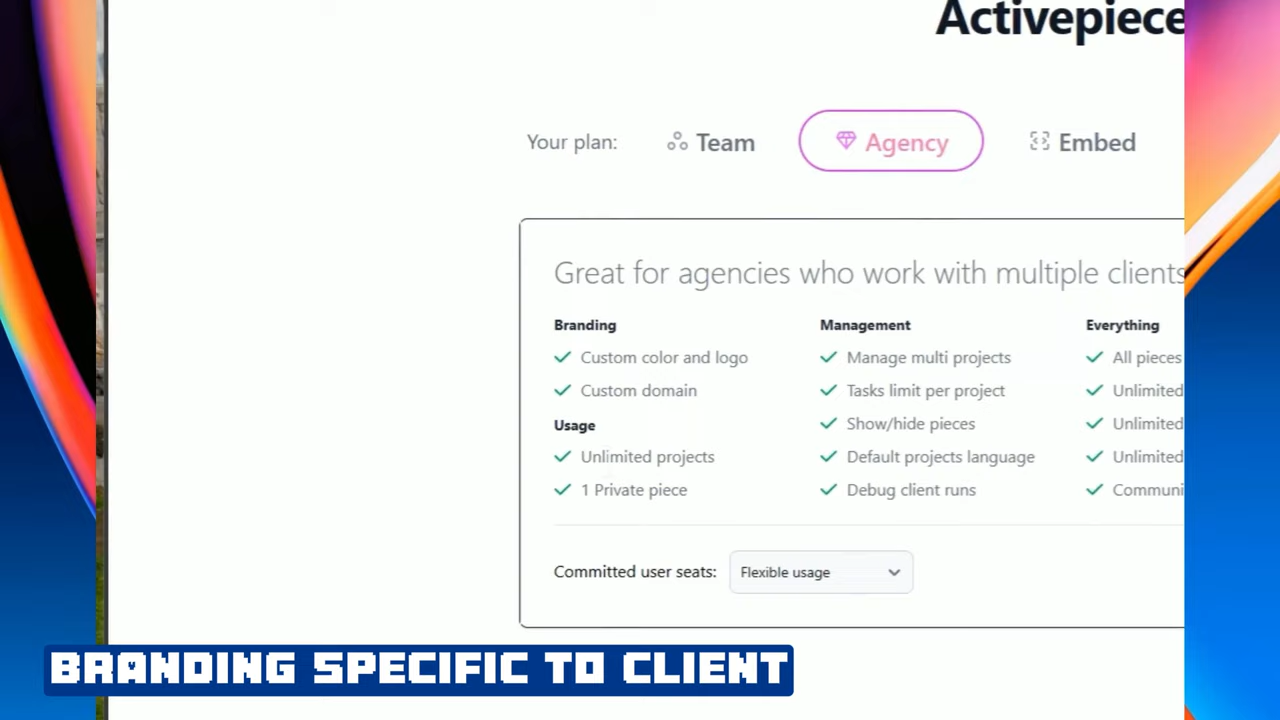 Activepiece
Your plan:
Team
Agency
Embed
Great for agencies who work with multiple clients
Branding
Custom color and logo
Custom domain
Usage
Unlimited projects
1 Private piece
Management
Manage multi projects
Tasks limit per project
Show/hide pieces
Default projects language
Debug client runs
Everything
All pieces
Unlimited
Unlimited
Unlimited
Communi
Committed user seats:
Flexible usage
BRANDING SPECIFIC TO CLIENT